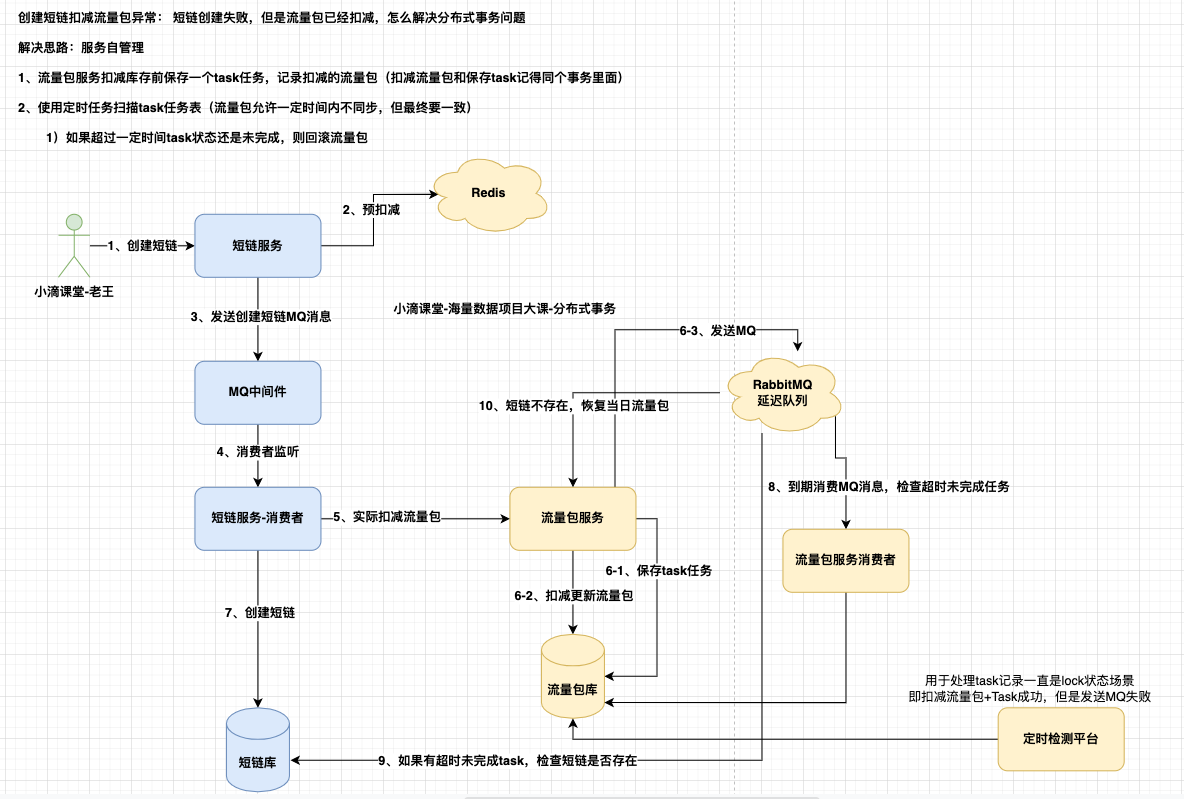 创建短链扣减流量包异常： 短链创建失败，但是流量包已经扣减，怎么解决分布式事务问题
解决思路：服务自管理
1、流量包服务扣减库存前保存一个task任务，记录扣减的流量包（扣减流量包和保存task记得同个事务里面）
2、使用定时任务扫描task任务表（流量包允许一定时间内不同步，但最终要一致）
1）如果超过一定时间task状态还是未完成，则回滚流量包
Redis
2、预扣减
1、创建短链
短链服务
小滴课堂-老王
3、发送创建短链MQ消息
小滴课堂-海量数据项目大课-分布式事务
6-3、发送MQ
MQ中间件
RabbitMQ
延迟队列
10、短链不存在，恢复当日流量包
4、消费者监听
8、到期消费MQ消息，检查超时未完成任务
短链服务-消费者
5、实际扣减流量包
流量包服务
流量包服务消费者
6-1、保存task任务
6-2、扣减更新流量包
7、创建短链
流量包库
用于处理task记录一直是lock状态场景
即扣减流量包+Task成功，但是发送MQ失败
定时检测平台
短链库
9、如果有超时未完成task，检查短链是否存在